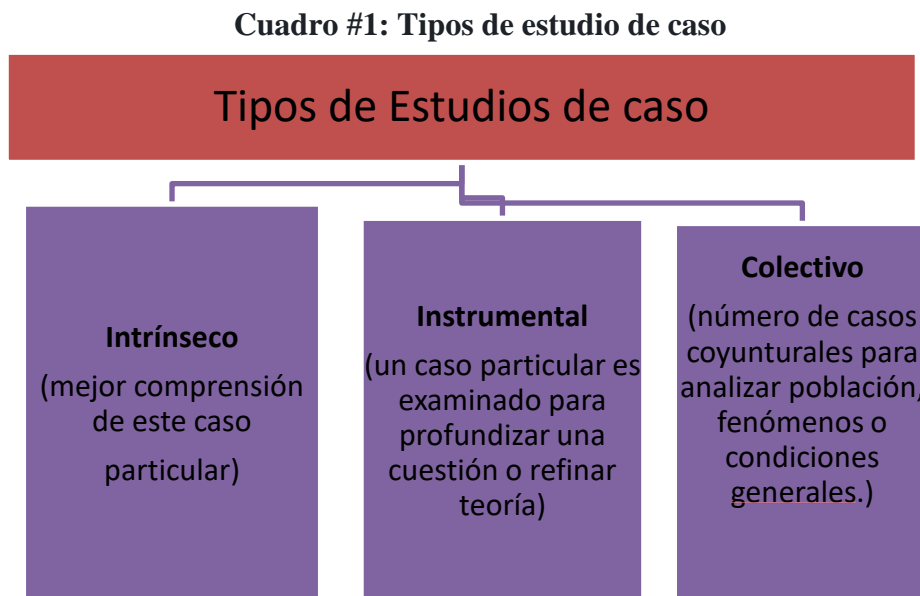 Cuadro #1: Tipos de estudio de caso
Tipos de Estudios de caso
Intrínseco
(mejor comprensión
de este caso
particular)
Instrumental
(un caso particular es
examinado para
profundizar una
cuestión o refinar
teoría)
Colectivo
(número de casos
coyunturales para
analizar población,
fenómenos o
condiciones
generales.)